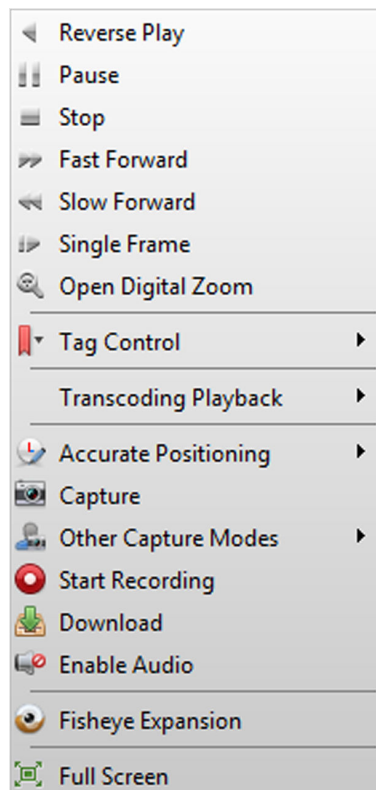 Reverse Play
Pause
Stop
Fast Forward
Slow Forward
Single Frame
Open Digital Zoom
Tag Control
Transcoding Playback
Accurate Positioning
Capture
Other Capture Modes
Start Recording
Download
Enable Audio
Fisheye Expansion
Full Screen